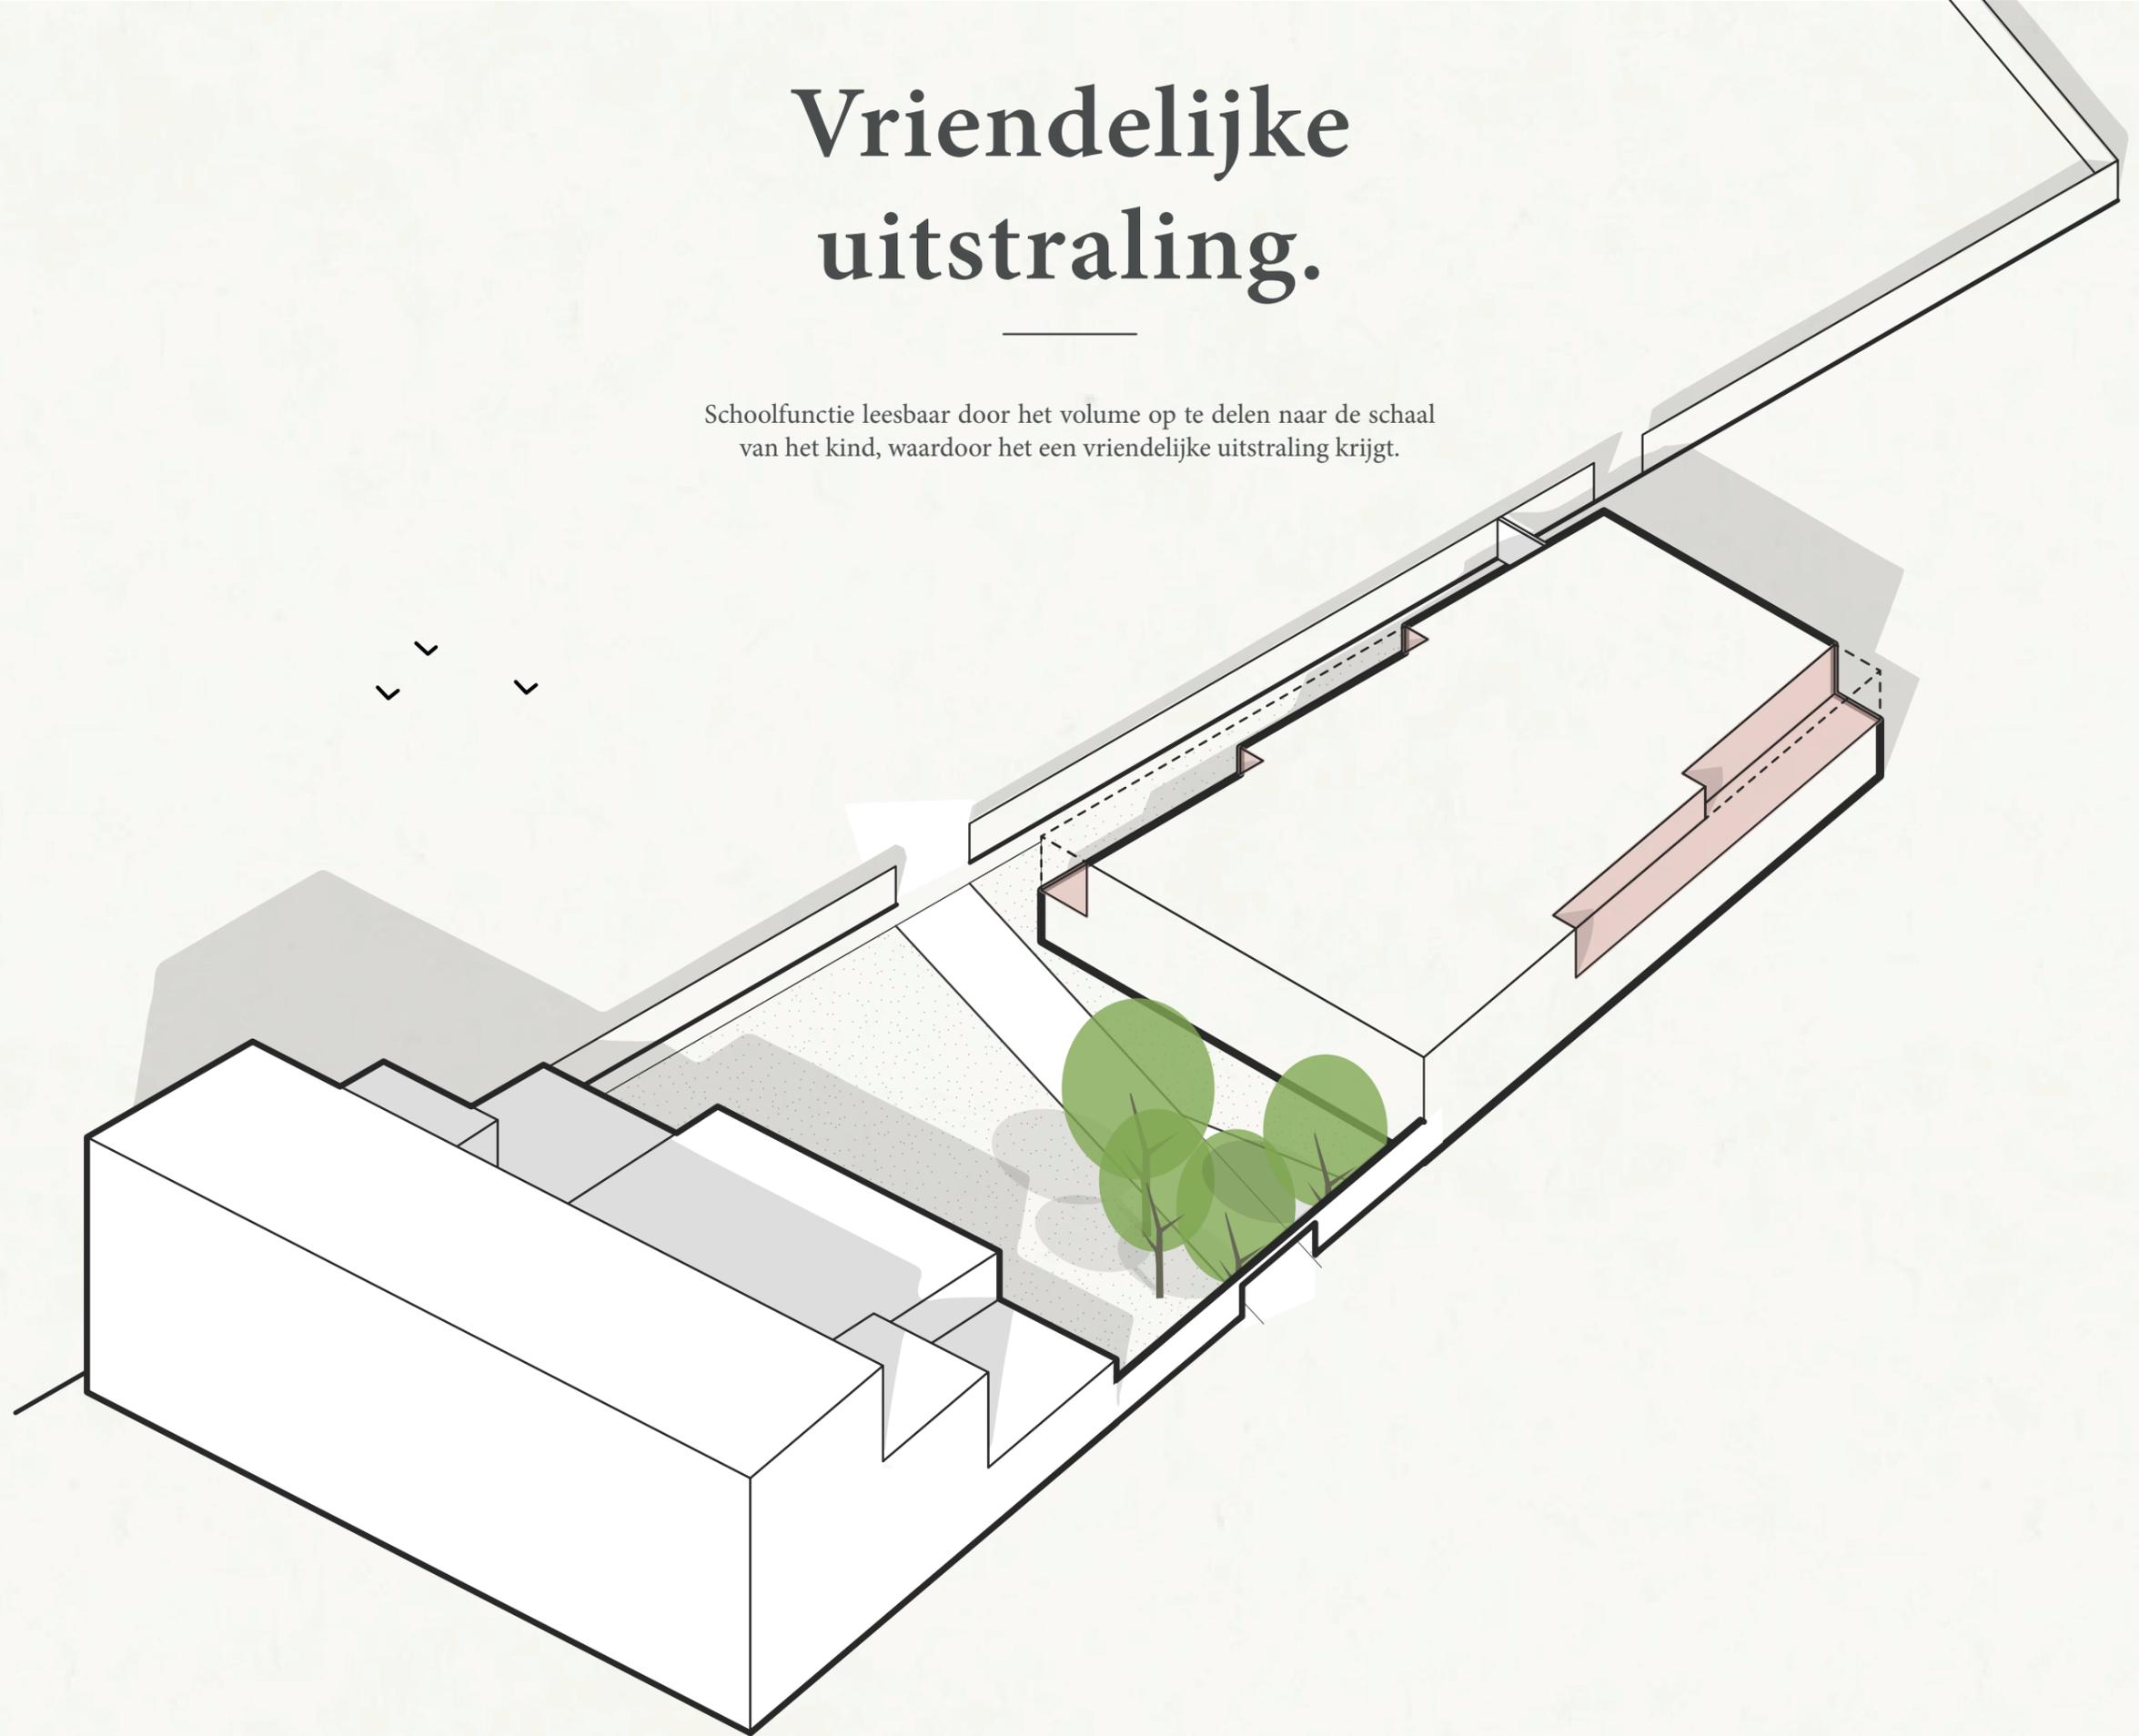 Vriendelijke
uitstraling.
Schoolfunctie leesbaar door het volume op te delen naar de schaal
van het kind, waardoor het een vriendelijke uitstraling krijgt.